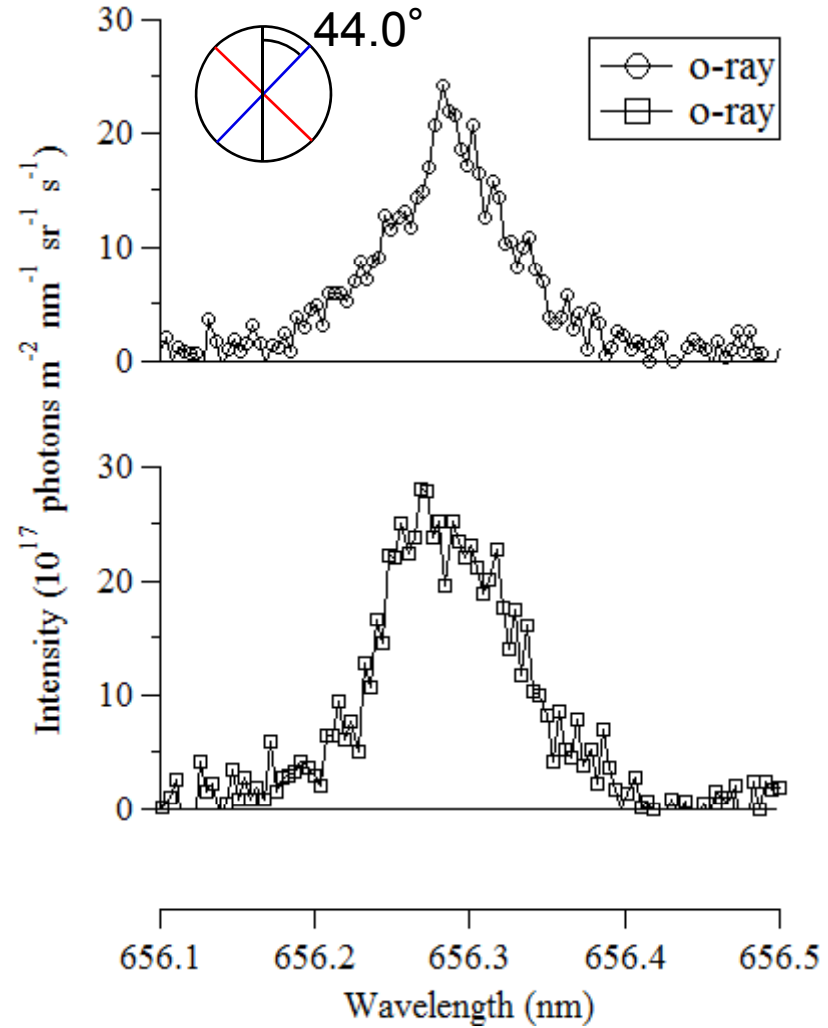 44.0°
o-ray
o-ray
30
20
10
0
30
20
10
0
Intensity (10^17 photons m^-2 nm^-1 sr^-1 s^-1)
656.1 656.2 656.3 656.4 656.5
Wavelength (nm)